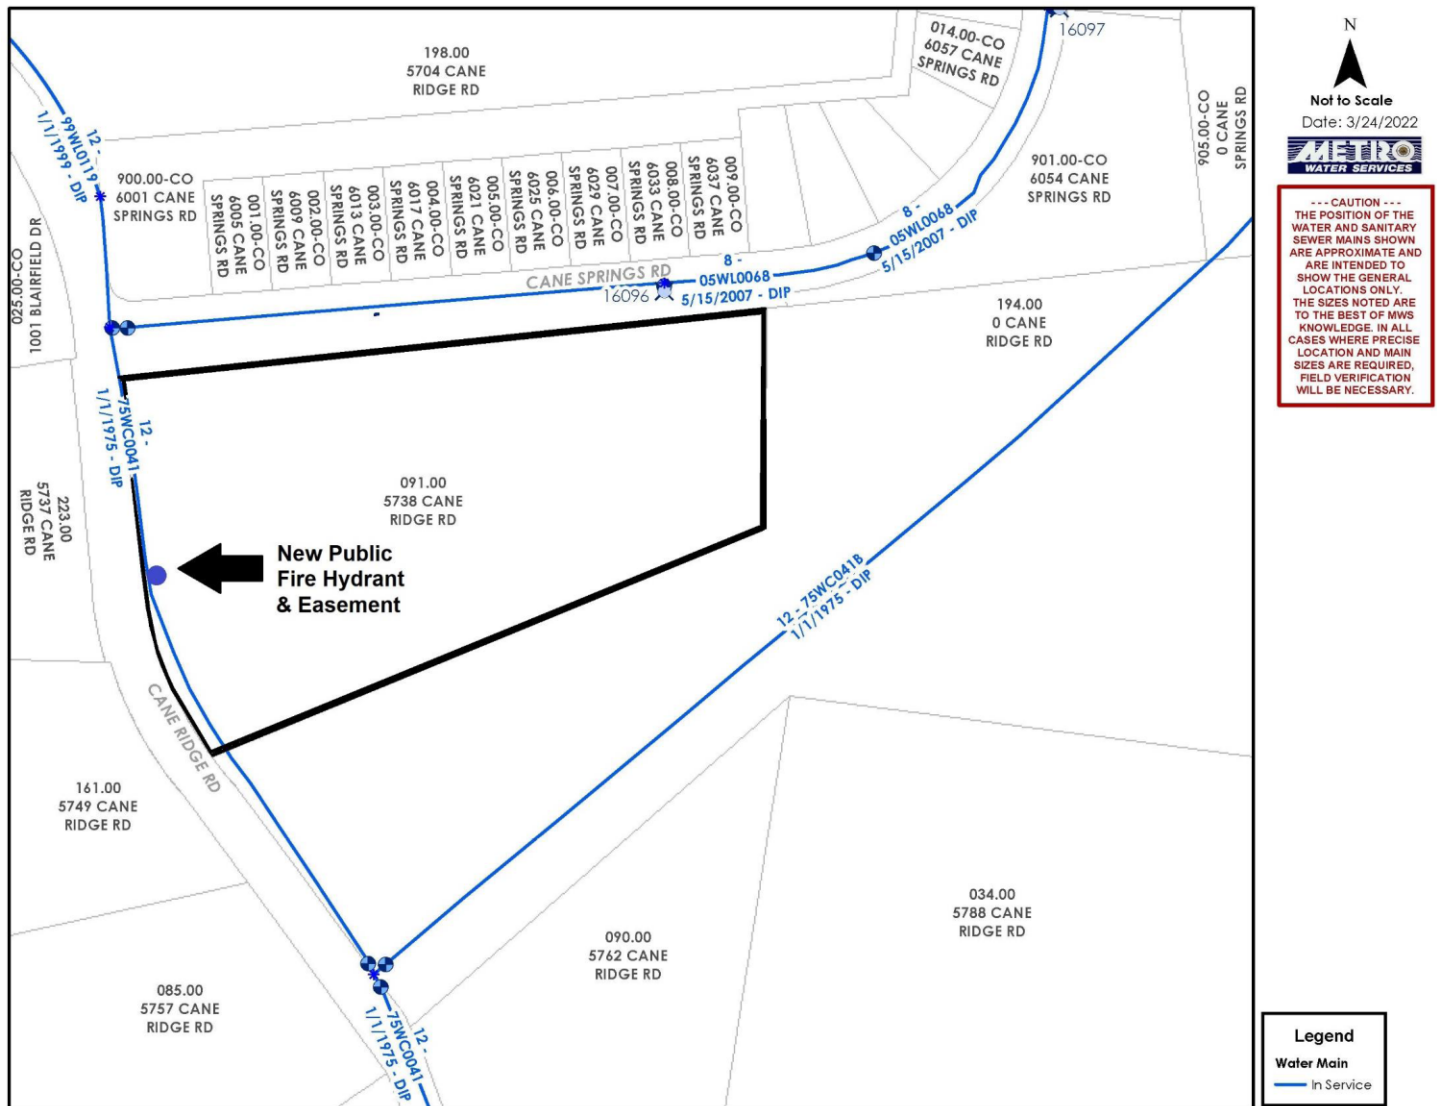 198.00
5704 CANE
RIDGE RD
014.00-CO
6057 CANE
SPRINGS RD
16097
905.00-CO
0 CANE
SPRINGS RD
12 -
99WL0119
1/1/1999 - DIP
900.00-CO
6001 CANE
SPRINGS RD
001.00-CO
6005 CANE
SPRINGS RD
002.00-CO
6009 CANE
SPRINGS RD
003.00-CO
6013 CANE
SPRINGS RD
004.00-CO
6017 CANE
SPRINGS RD
005.00-CO
6021 CANE
SPRINGS RD
006.00-CO
6025 CANE
SPRINGS RD
007.00-CO
6029 CANE
SPRINGS RD
008.00-CO
6033 CANE
SPRINGS RD
009.00-CO
6037 CANE
SPRINGS RD
901.00-CO
6054 CANE
SPRINGS RD
025.00-CO
1001 BLAIRFIELD DR
CANE SPRINGS RD
16096
8 -
05WL0068
5/15/2007 - DIP
8 -
05WL0068
5/15/2007 - DIP
194.00
0 CANE
RIDGE RD
12 -
75WC0041
1/1/1975 - DIP
091.00
5738 CANE
RIDGE RD
223.00
5737 CANE
RIDGE RD
New Public
Fire Hydrant
& Easement
12 - 75WC041B
1/1/1975 - DIP
CANE RIDGE RD
161.00
5749 CANE
RIDGE RD
034.00
5788 CANE
RIDGE RD
090.00
5762 CANE
RIDGE RD
085.00
5757 CANE
RIDGE RD
12 -
75WC0041
1/1/1975 - DIP
N
Not to Scale
Date: 3/24/2022
METRO
WATER SERVICES
--- CAUTION ---
THE POSITION OF THE
WATER AND SANITARY
SEWER MAINS SHOWN
ARE APPROXIMATE AND
ARE INTENDED TO
SHOW THE GENERAL
LOCATIONS ONLY.
THE SIZES NOTED ARE
TO THE BEST OF MWS
KNOWLEDGE. IN ALL
CASES WHERE PRECISE
LOCATION AND MAIN
SIZES ARE REQUIRED,
FIELD VERIFICATION
WILL BE NECESSARY.
Legend
Water Main
In Service